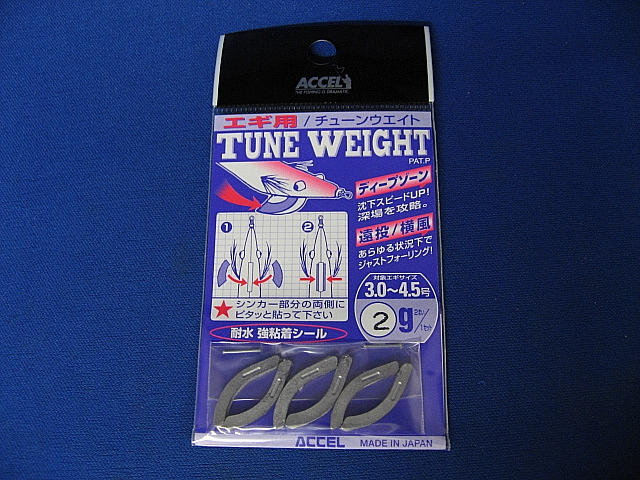 ACCEL
THE FISHING IS DRAMATIC.
エギ用/チューンウエイト
TUNE WEIGHT
PAT.P
ディープゾーン
沈下スピードUP!
深場を攻略。
遠投/横風
あらゆる状況下で
ジャストフォーリング!
1
2
★シンカー部分の両側に
ピタッと貼って下さい
対象エギサイズ
3.0〜4.5号
2g
耐水 強粘着シール
ACCEL
MADE IN JAPAN